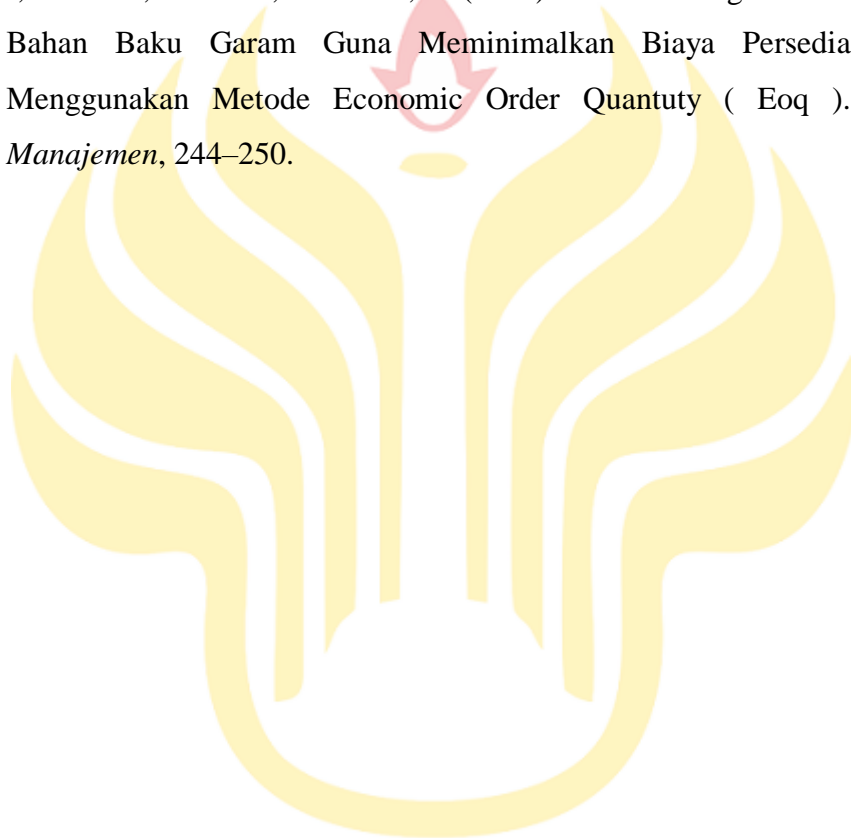 Bahan Baku Garam Guna Meminimalkan Biaya Persedia
Menggunakan Metode Economic Order Quantuty ( Eoq ).
Manajemen, 244–250.